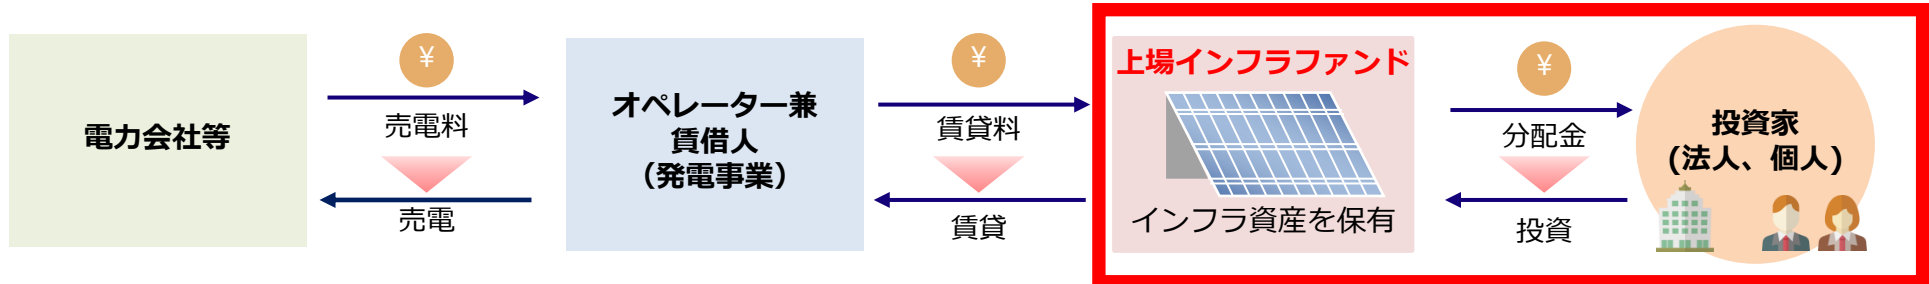 電力会社等
¥
売電料
売電
オペレーター兼
賃借人
（発電事業）
¥
賃貸料
賃貸
上場インフラファンド
インフラ資産を保有
¥
分配金
投資
投資家
(法人、個人)